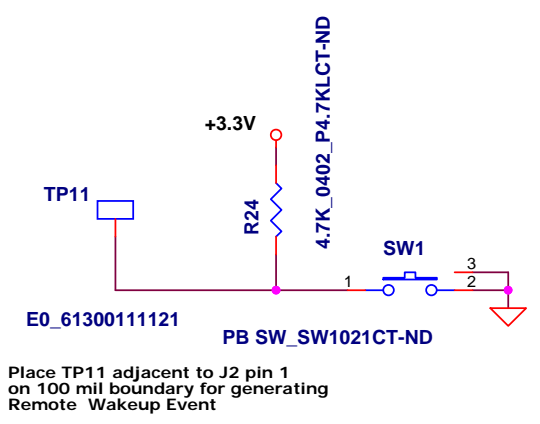 +3.3V
4.7K_0402_P4.7KLCT-ND
TP11
R24
SW1
1
3
2
E0_61300111121
PB SW_SW1021CT-ND
Place TP11 adjacent to J2 pin 1
on 100 mil boundary for generating
Remote Wakeup Event